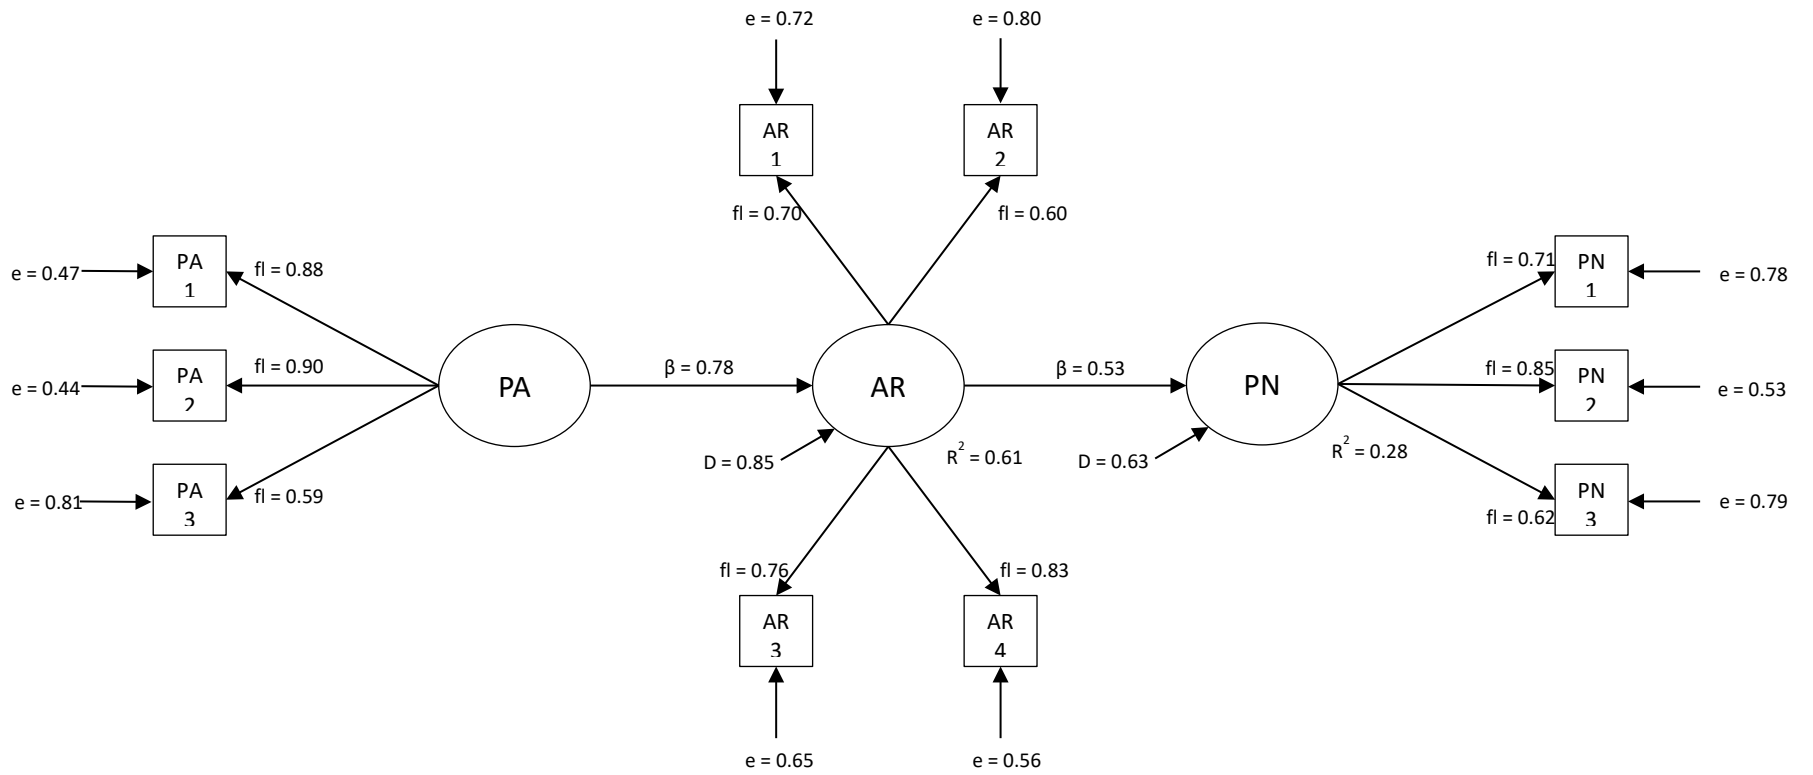 e = 0.72
e = 0.80
AR
1
AR
2
fl = 0.70
fl = 0.60
PA
1
e = 0.47
fl = 0.88
PA
2
e = 0.44
fl = 0.90
PA
3
e = 0.81
fl = 0.59
PA
β = 0.78
AR
β = 0.53
PN
D = 0.85
R² = 0.61
D = 0.63
R² = 0.28
fl = 0.71
PN
1
e = 0.78
fl = 0.85
PN
2
e = 0.53
fl = 0.62
PN
3
e = 0.79
fl = 0.76
fl = 0.83
AR
3
AR
4
e = 0.65
e = 0.56